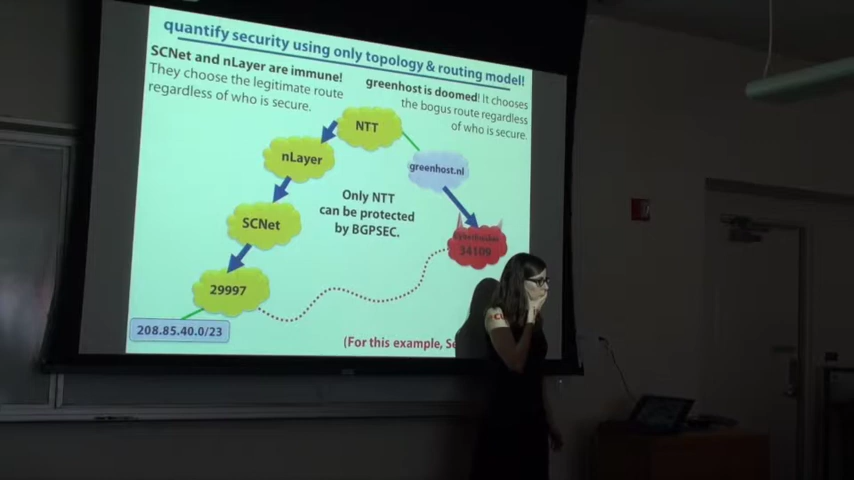 quantify security using only topology & routing model!
SCNet and nLayer are immune!
They choose the legitimate route
regardless of who is secure.
greenhost is doomed! It chooses
the bogus route regardless
of who is secure.
NTT
nLayer
greenhost.nl
Only NTT
can be protected
by BGPSEC.
SCNet
34109
29997
208.85.40.0/23
(For this example,